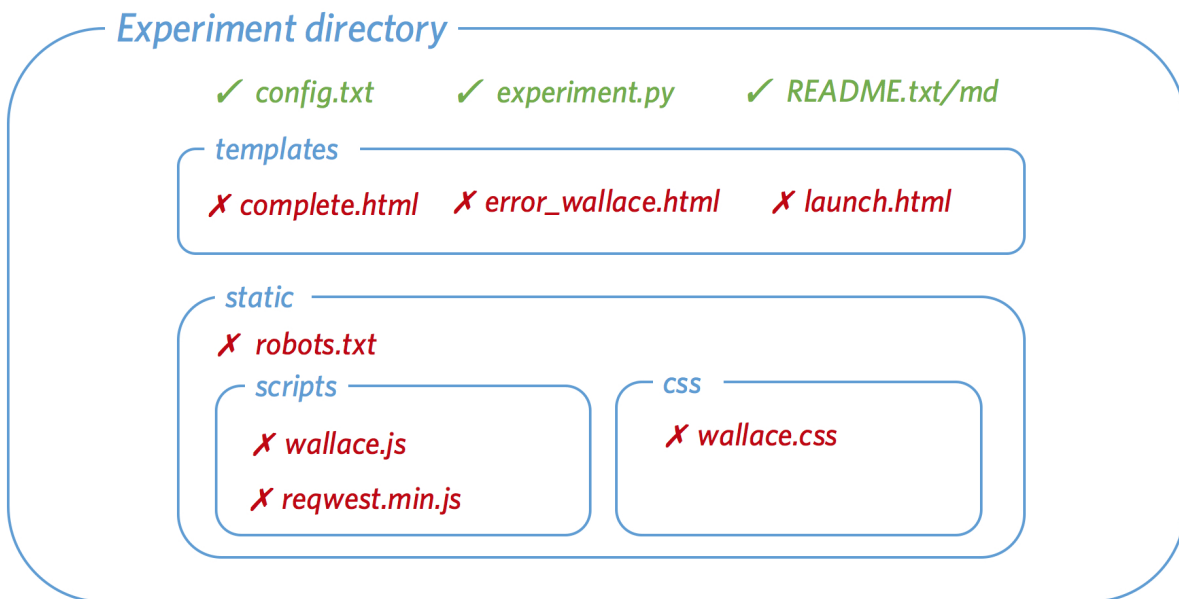 Experiment directory
✓ config.txt ✓ experiment.py ✓ README.txt/md
templates
✗ complete.html ✗ error_wallace.html ✗ launch.html
static
✗ robots.txt
scripts
✗ wallace.js
✗ reqwest.min.js
css
✗ wallace.css